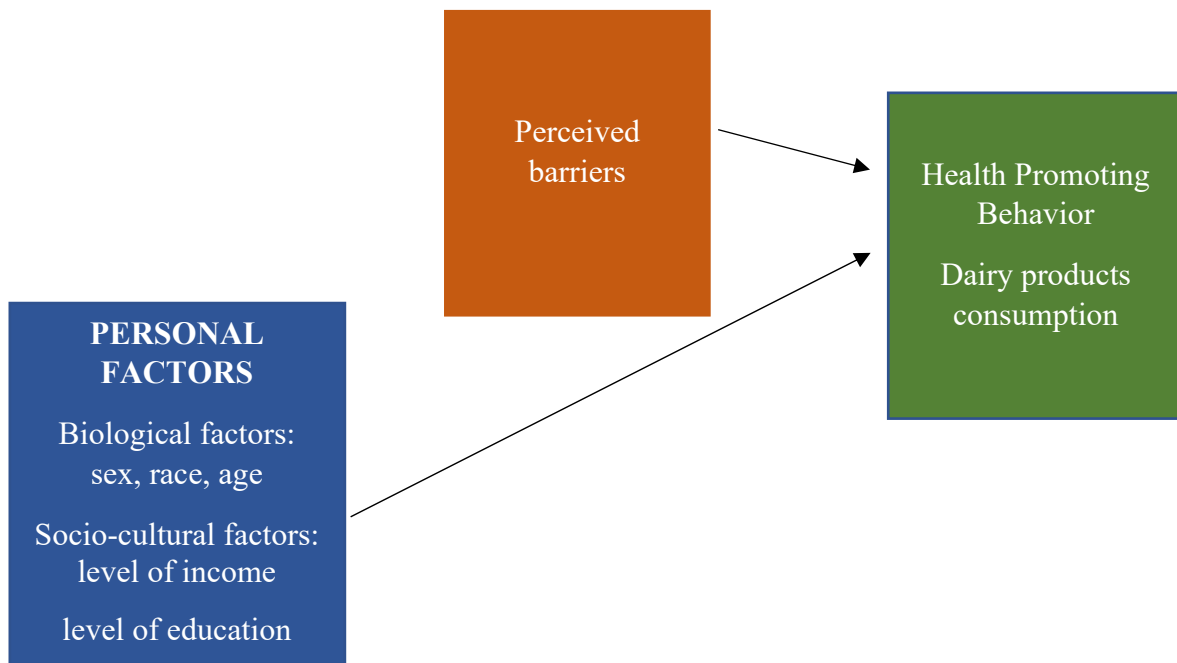 Perceived
barriers
Health Promoting
Behavior
Dairy products
consumption
PERSONAL
FACTORS
Biological factors:
sex, race, age
Socio-cultural factors:
level of income
level of education